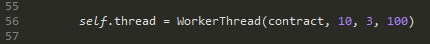 55
56 self.thread = WorkerThread(contract, 10, 3, 100)
57